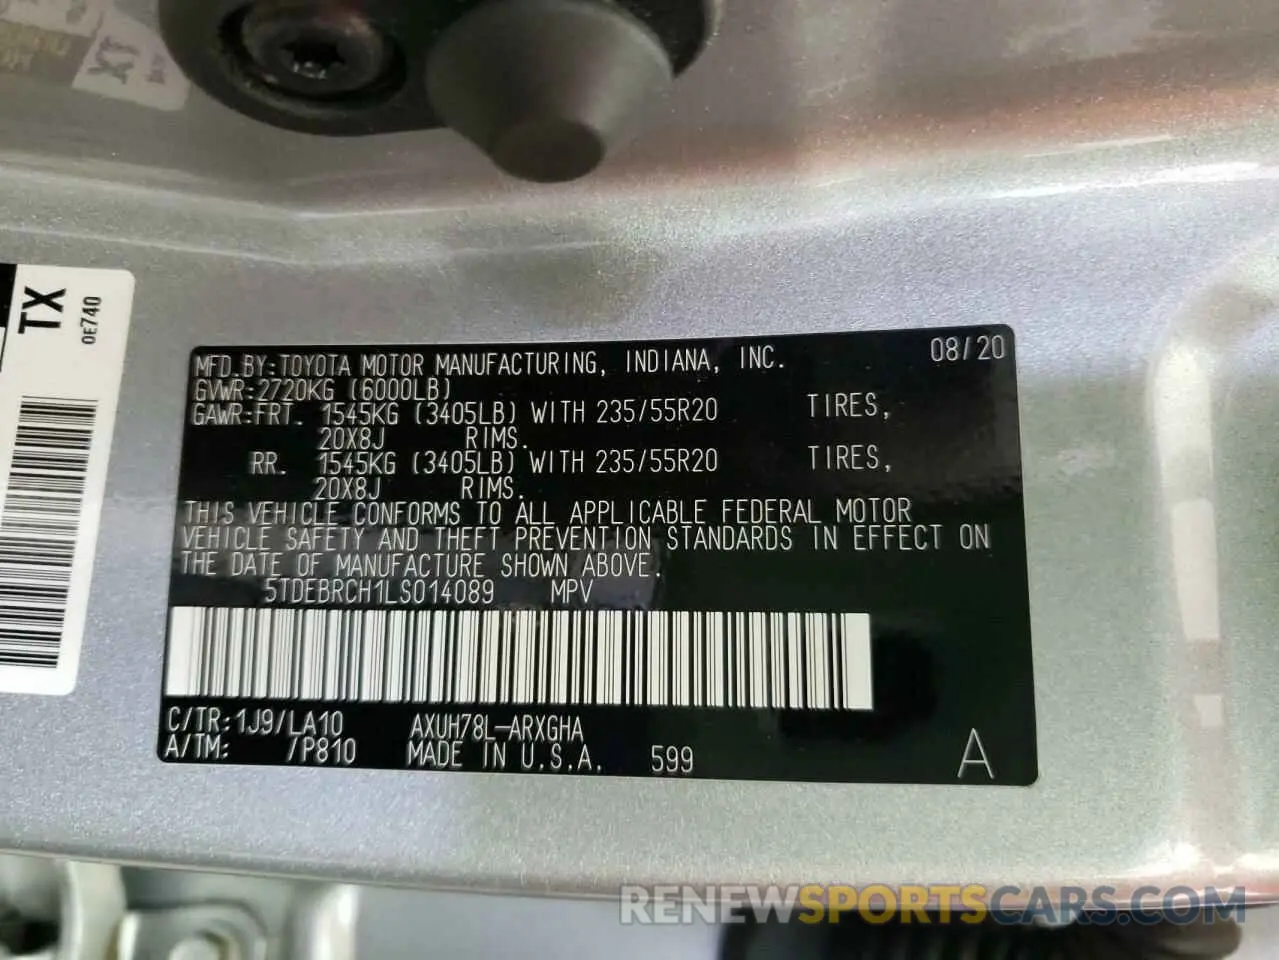 XT
TX
0E740
MFD.BY:TOYOTA MOTOR MANUFACTURING, INDIANA, INC. 08/20
GVWR:2720KG (6000LB)
GAWR:FRT. 1545KG (3405LB) WITH 235/55R20 TIRES,
20X8J RIMS.
RR. 1545KG (3405LB) WITH 235/55R20 TIRES,
20X8J RIMS.
THIS VEHICLE CONFORMS TO ALL APPLICABLE FEDERAL MOTOR
VEHICLE SAFETY AND THEFT PREVENTION STANDARDS IN EFFECT ON
THE DATE OF MANUFACTURE SHOWN ABOVE.
5TDEBRCH1LS014089 MPV
C/TR:1J9/LA10 AXUH78L-ARXGHA
A/TM: /P810 MADE IN U.S.A. 599 A
RENEWSPORTSCARS.COM